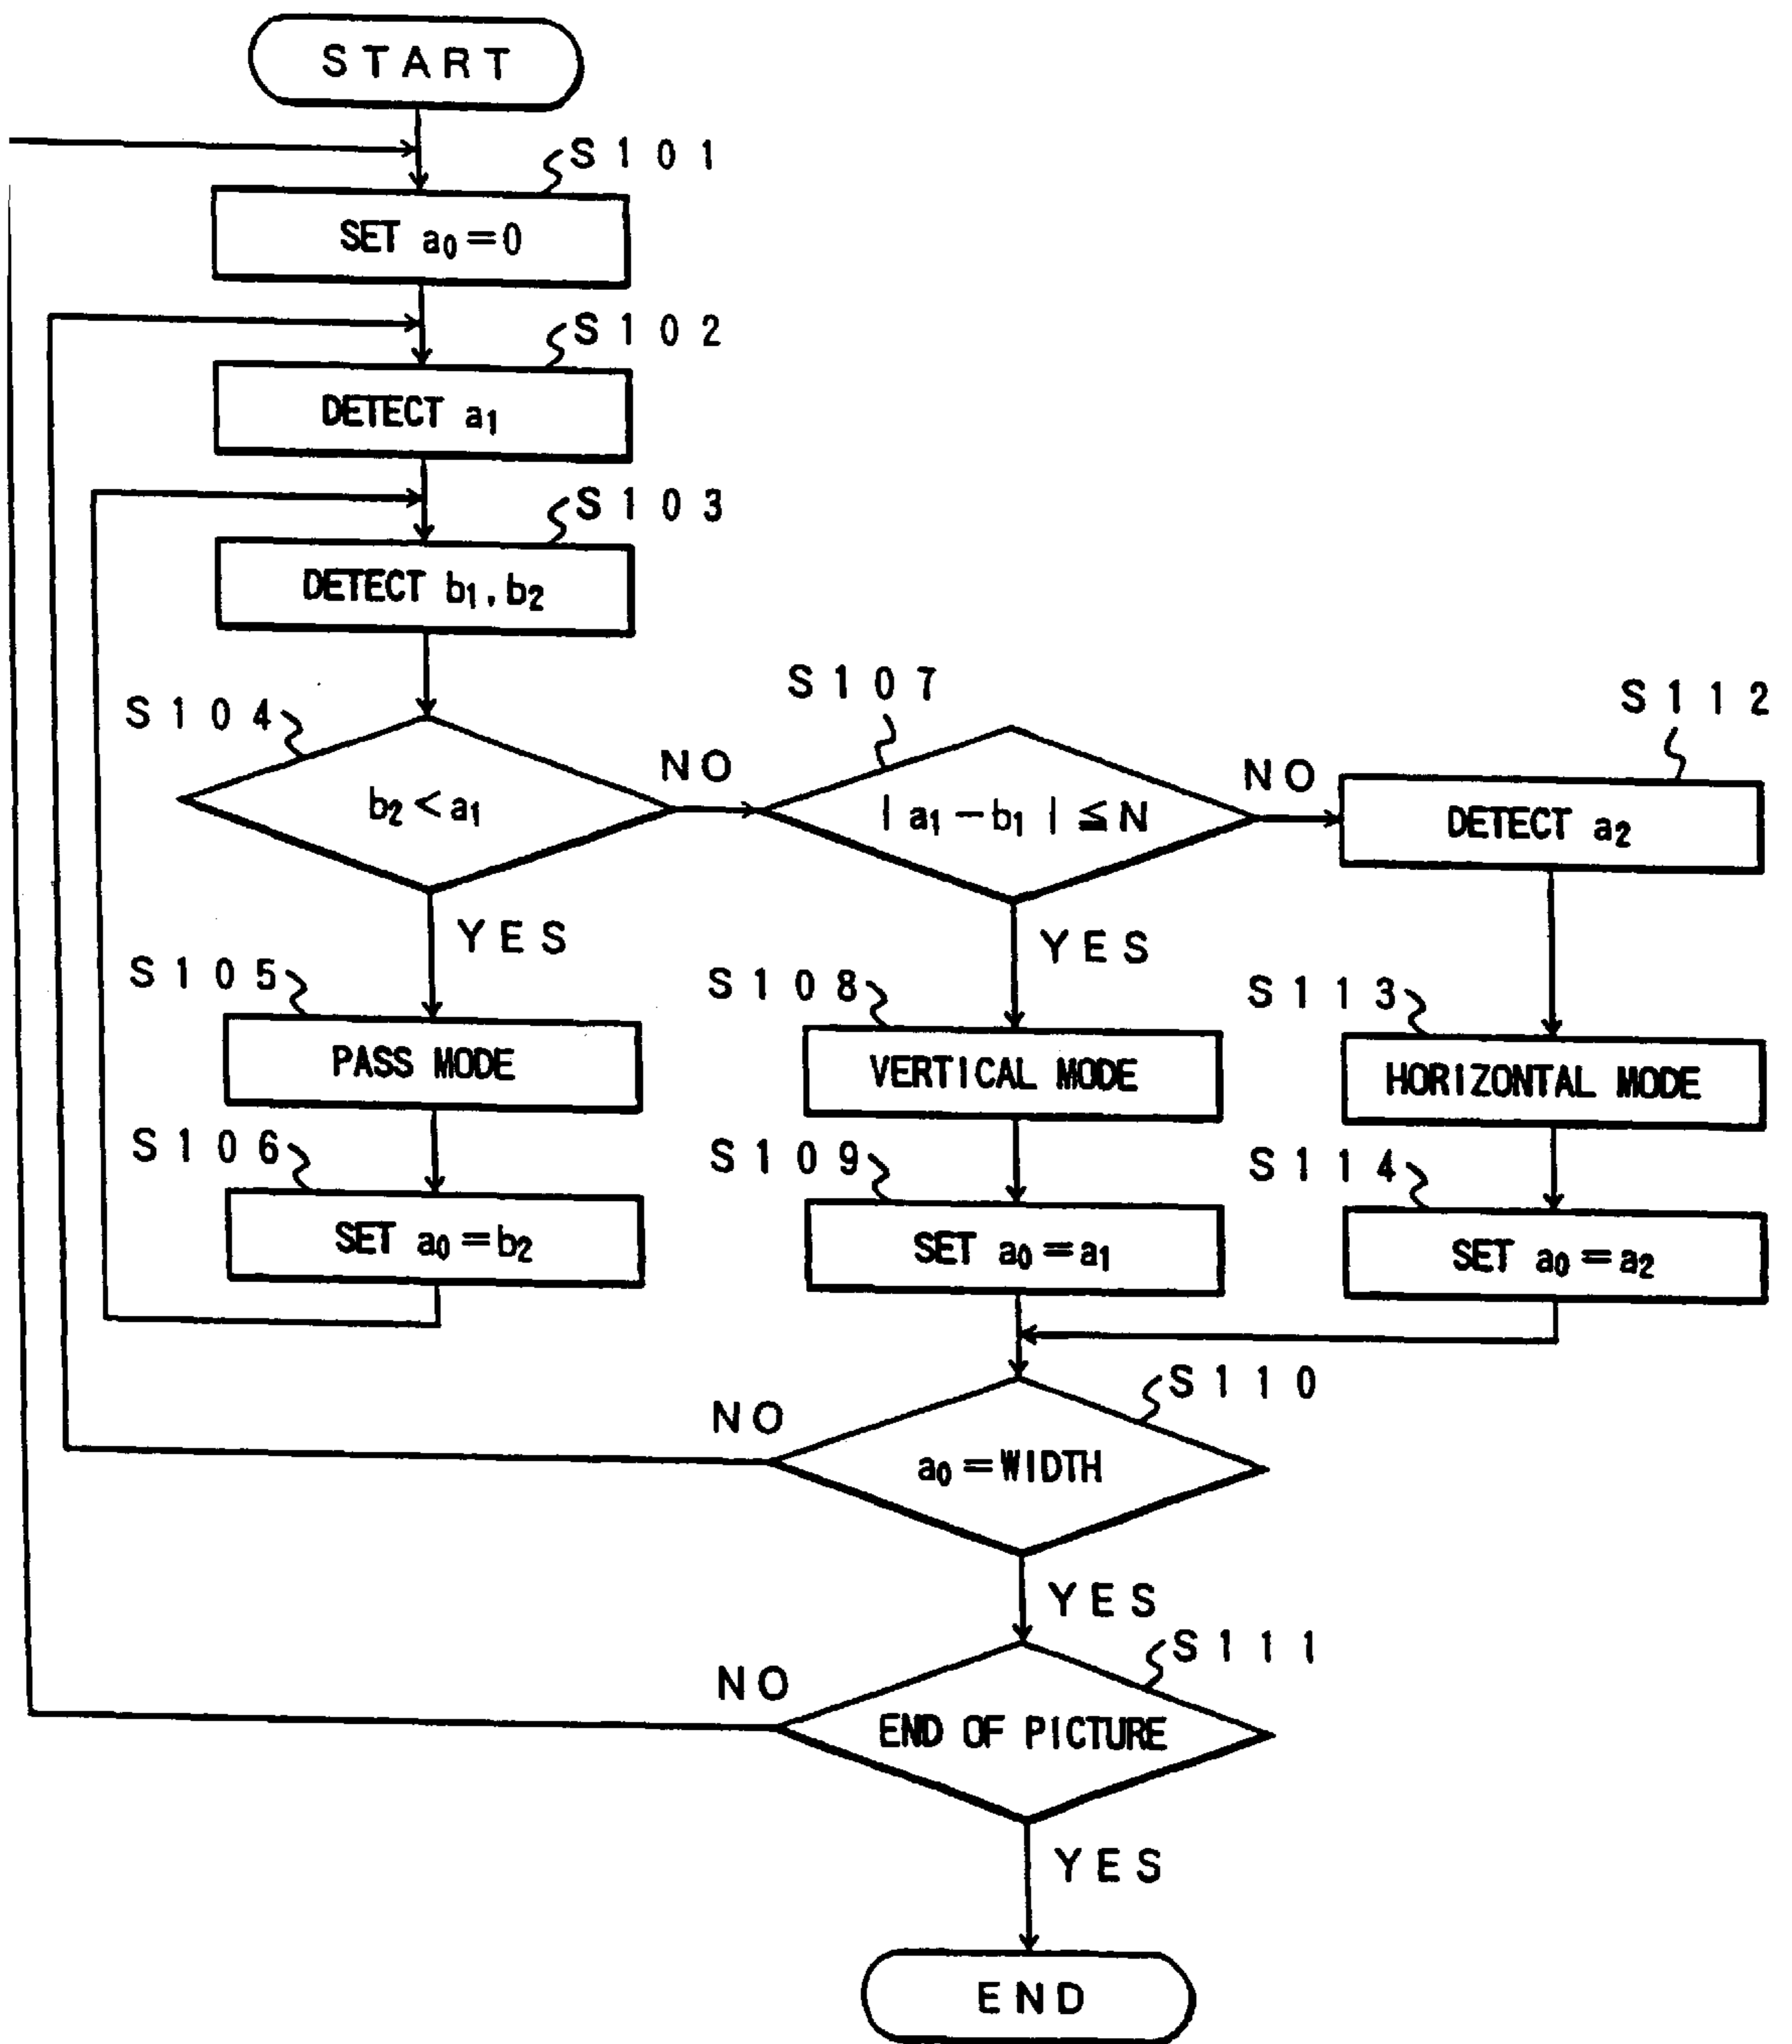 START
S101
SET a₀=0
S102
DETECT a₁
S103
DETECT b₁, b₂
S104
b₂<a₁
NO
YES
S105
PASS MODE
S106
SET a₀=b₂
S107
| a₁−b₁ | ≦ N
NO
YES
S108
VERTICAL MODE
S109
SET a₀=a₁
S112
DETECT a₂
S113
HORIZONTAL MODE
S114
SET a₀=a₂
S110
a₀=WIDTH
NO
YES
S111
END OF PICTURE
NO
YES
END